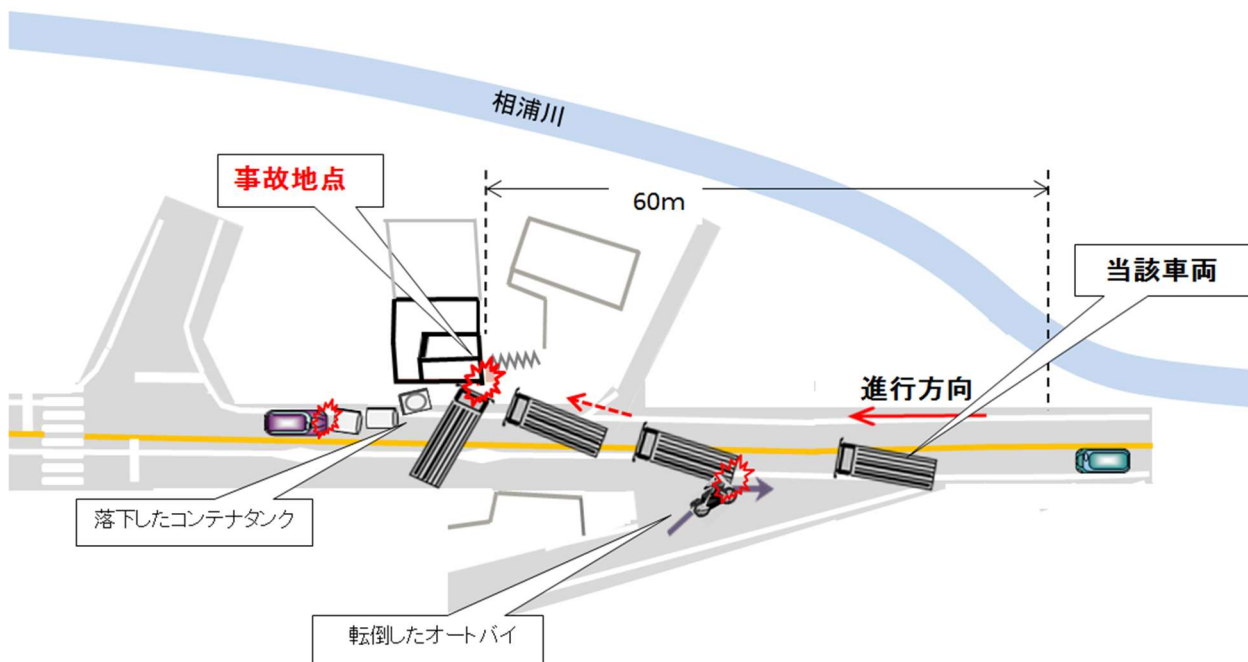 相浦川
事故地点
60m
当該車両
進行方向
落下したコンテナタンク
転倒したオートバイ